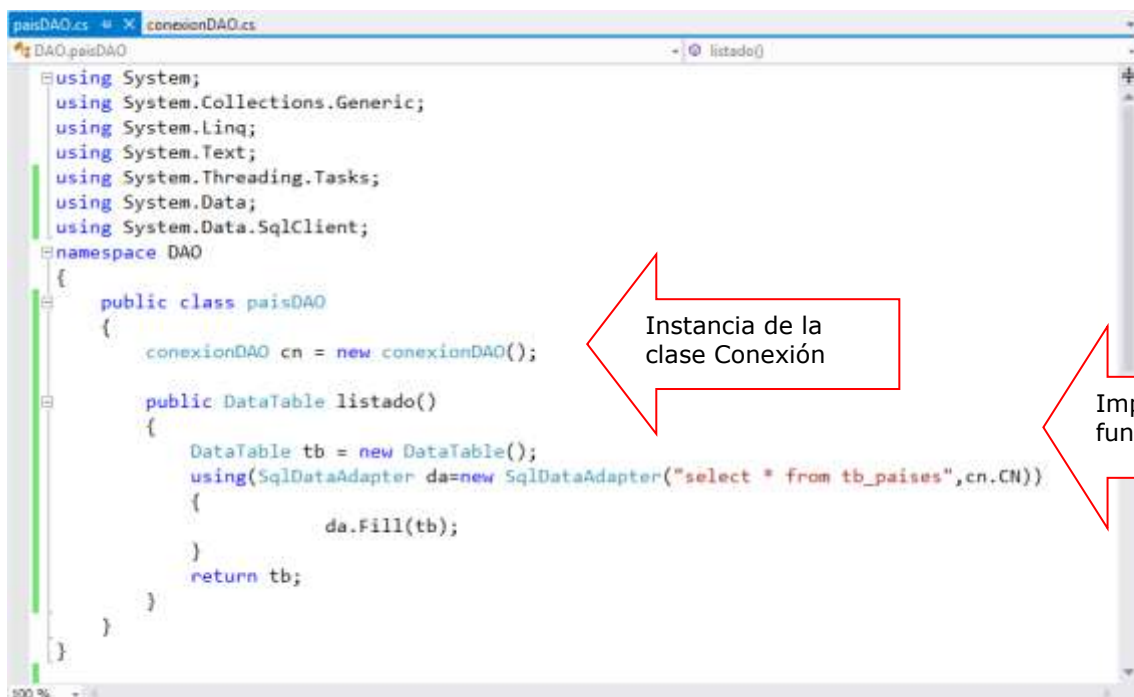 paisDAO.cs conexionDAO.cs
DAO.paisDAO listado()
using System;
using System.Collections.Generic;
using System.Linq;
using System.Text;
using System.Threading.Tasks;
using System.Data;
using System.Data.SqlClient;
namespace DAO
{
public class paisDAO
{
conexionDAO cn = new conexionDAO();
Instancia de la
clase Conexión
public DataTable listado()
{
DataTable tb = new DataTable();
using(SqlDataAdapter da=new SqlDataAdapter("select * from tb_paises",cn.CN))
{
da.Fill(tb);
}
return tb;
}
}
}
100 %